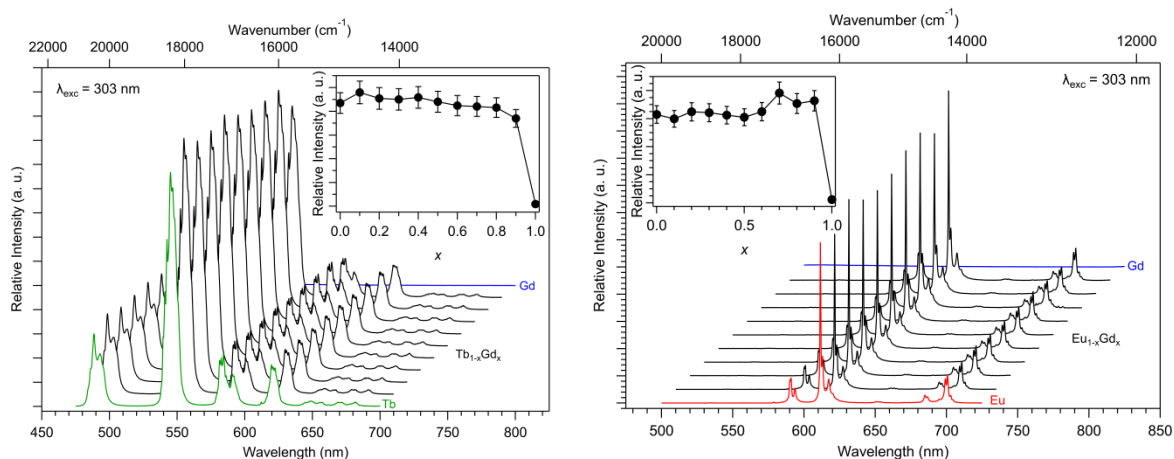 Wavenumber (cm⁻¹)
22000 20000 18000 16000 14000
λexc = 303 nm
Relative Intensity (a. u.)
Relative Intensity (a. u.)
0.0 0.2 0.4 0.6 0.8 1.0
x
Gd
Tb1-xGdx
Tb
450 500 550 600 650 700 750 800
Wavelength (nm)
Wavenumber (cm⁻¹)
20000 18000 16000 14000 12000
λexc = 303 nm
Relative Intensity (a. u.)
Relative Intensity (a. u.)
0.0 0.5 1.0
x
Gd
Eu1-xGdx
Eu
500 550 600 650 700 750 800 850
Wavelength (nm)